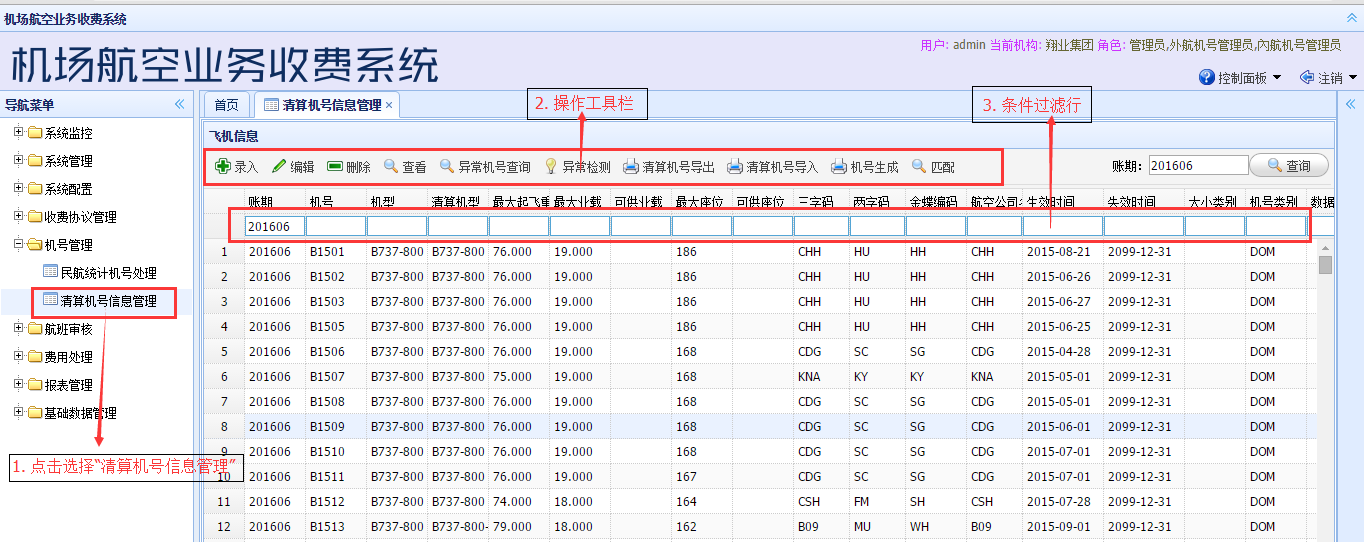 机场航空业务收费系统
机场航空业务收费系统
用户: admin 当前机构: 翔业集团 角色: 管理员,外航机号管理员,内航机号管理员
控制面板 注销
导航菜单
系统监控
系统管理
系统配置
收费协议管理
机号管理
民航统计机号处理
清算机号信息管理
航班审核
费用处理
报表管理
基础数据管理
1. 点击选择“清算机号信息管理”
首页 清算机号信息管理 ×
2. 操作工具栏
3. 条件过滤行
飞机信息
录入 编辑 删除 查看 异常机号查询 异常检测 清算机号导出 清算机号导入 机号生成 匹配 账期: 201606 查询
账期 机号 机型 清算机型 最大起飞重 最大业载 可供业载 最大座位 可供座位 三字码 两字码 金蝶编码 航空公司名 生效时间 失效时间 大小类别 机号类别 数据
201606
1 201606 B1501 B737-800 B737-800 76.000 19.000 186 CHH HU HH CHH 2015-08-21 2099-12-31 DOM
2 201606 B1502 B737-800 B737-800 76.000 19.000 186 CHH HU HH CHH 2015-06-26 2099-12-31 DOM
3 201606 B1503 B737-800 B737-800 76.000 19.000 186 CHH HU HH CHH 2015-06-27 2099-12-31 DOM
4 201606 B1505 B737-800 B737-800 76.000 19.000 186 CHH HU HH CHH 2015-06-25 2099-12-31 DOM
5 201606 B1506 B737-800 B737-800 76.000 19.000 168 CDG SC SG CDG 2015-04-28 2099-12-31 DOM
6 201606 B1507 B737-800 B737-800 75.000 19.000 168 KNA KY KY KNA 2015-05-01 2099-12-31 DOM
7 201606 B1508 B737-800 B737-800 76.000 19.000 168 CDG SC SG CDG 2015-05-01 2099-12-31 DOM
8 201606 B1509 B737-800 B737-800 76.000 19.000 168 CDG SC SG CDG 2015-06-01 2099-12-31 DOM
9 201606 B1510 B737-800 B737-800 76.000 19.000 168 CDG SC SG CDG 2015-07-01 2099-12-31 DOM
10 201606 B1511 B737-800 B737-800 76.000 19.000 167 CDG SC SG CDG 2015-07-01 2099-12-31 DOM
11 201606 B1512 B737-800 B737-800 74.000 18.000 164 CSH FM SH CSH 2015-07-28 2099-12-31 DOM
12 201606 B1513 B737-800 B737-800- 79.000 18.000 162 B09 MU WH B09 2015-09-01 2099-12-31 DOM